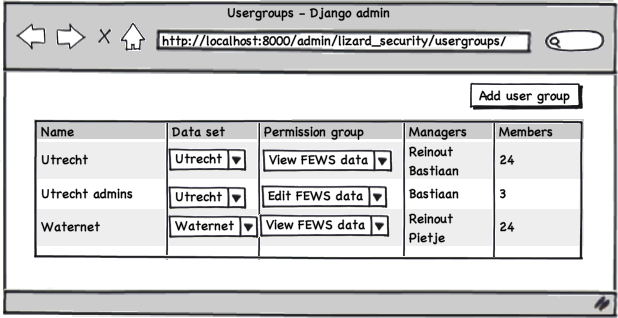 Usergroups – Django admin
http://localhost:8000/admin/lizard_security/usergroups/
Add user group
Name Data set Permission group Managers Members
Utrecht Utrecht View FEWS data Reinout Bastiaan 24
Utrecht admins Utrecht Edit FEWS data Bastiaan 3
Waternet Waternet View FEWS data Reinout Pietje 24